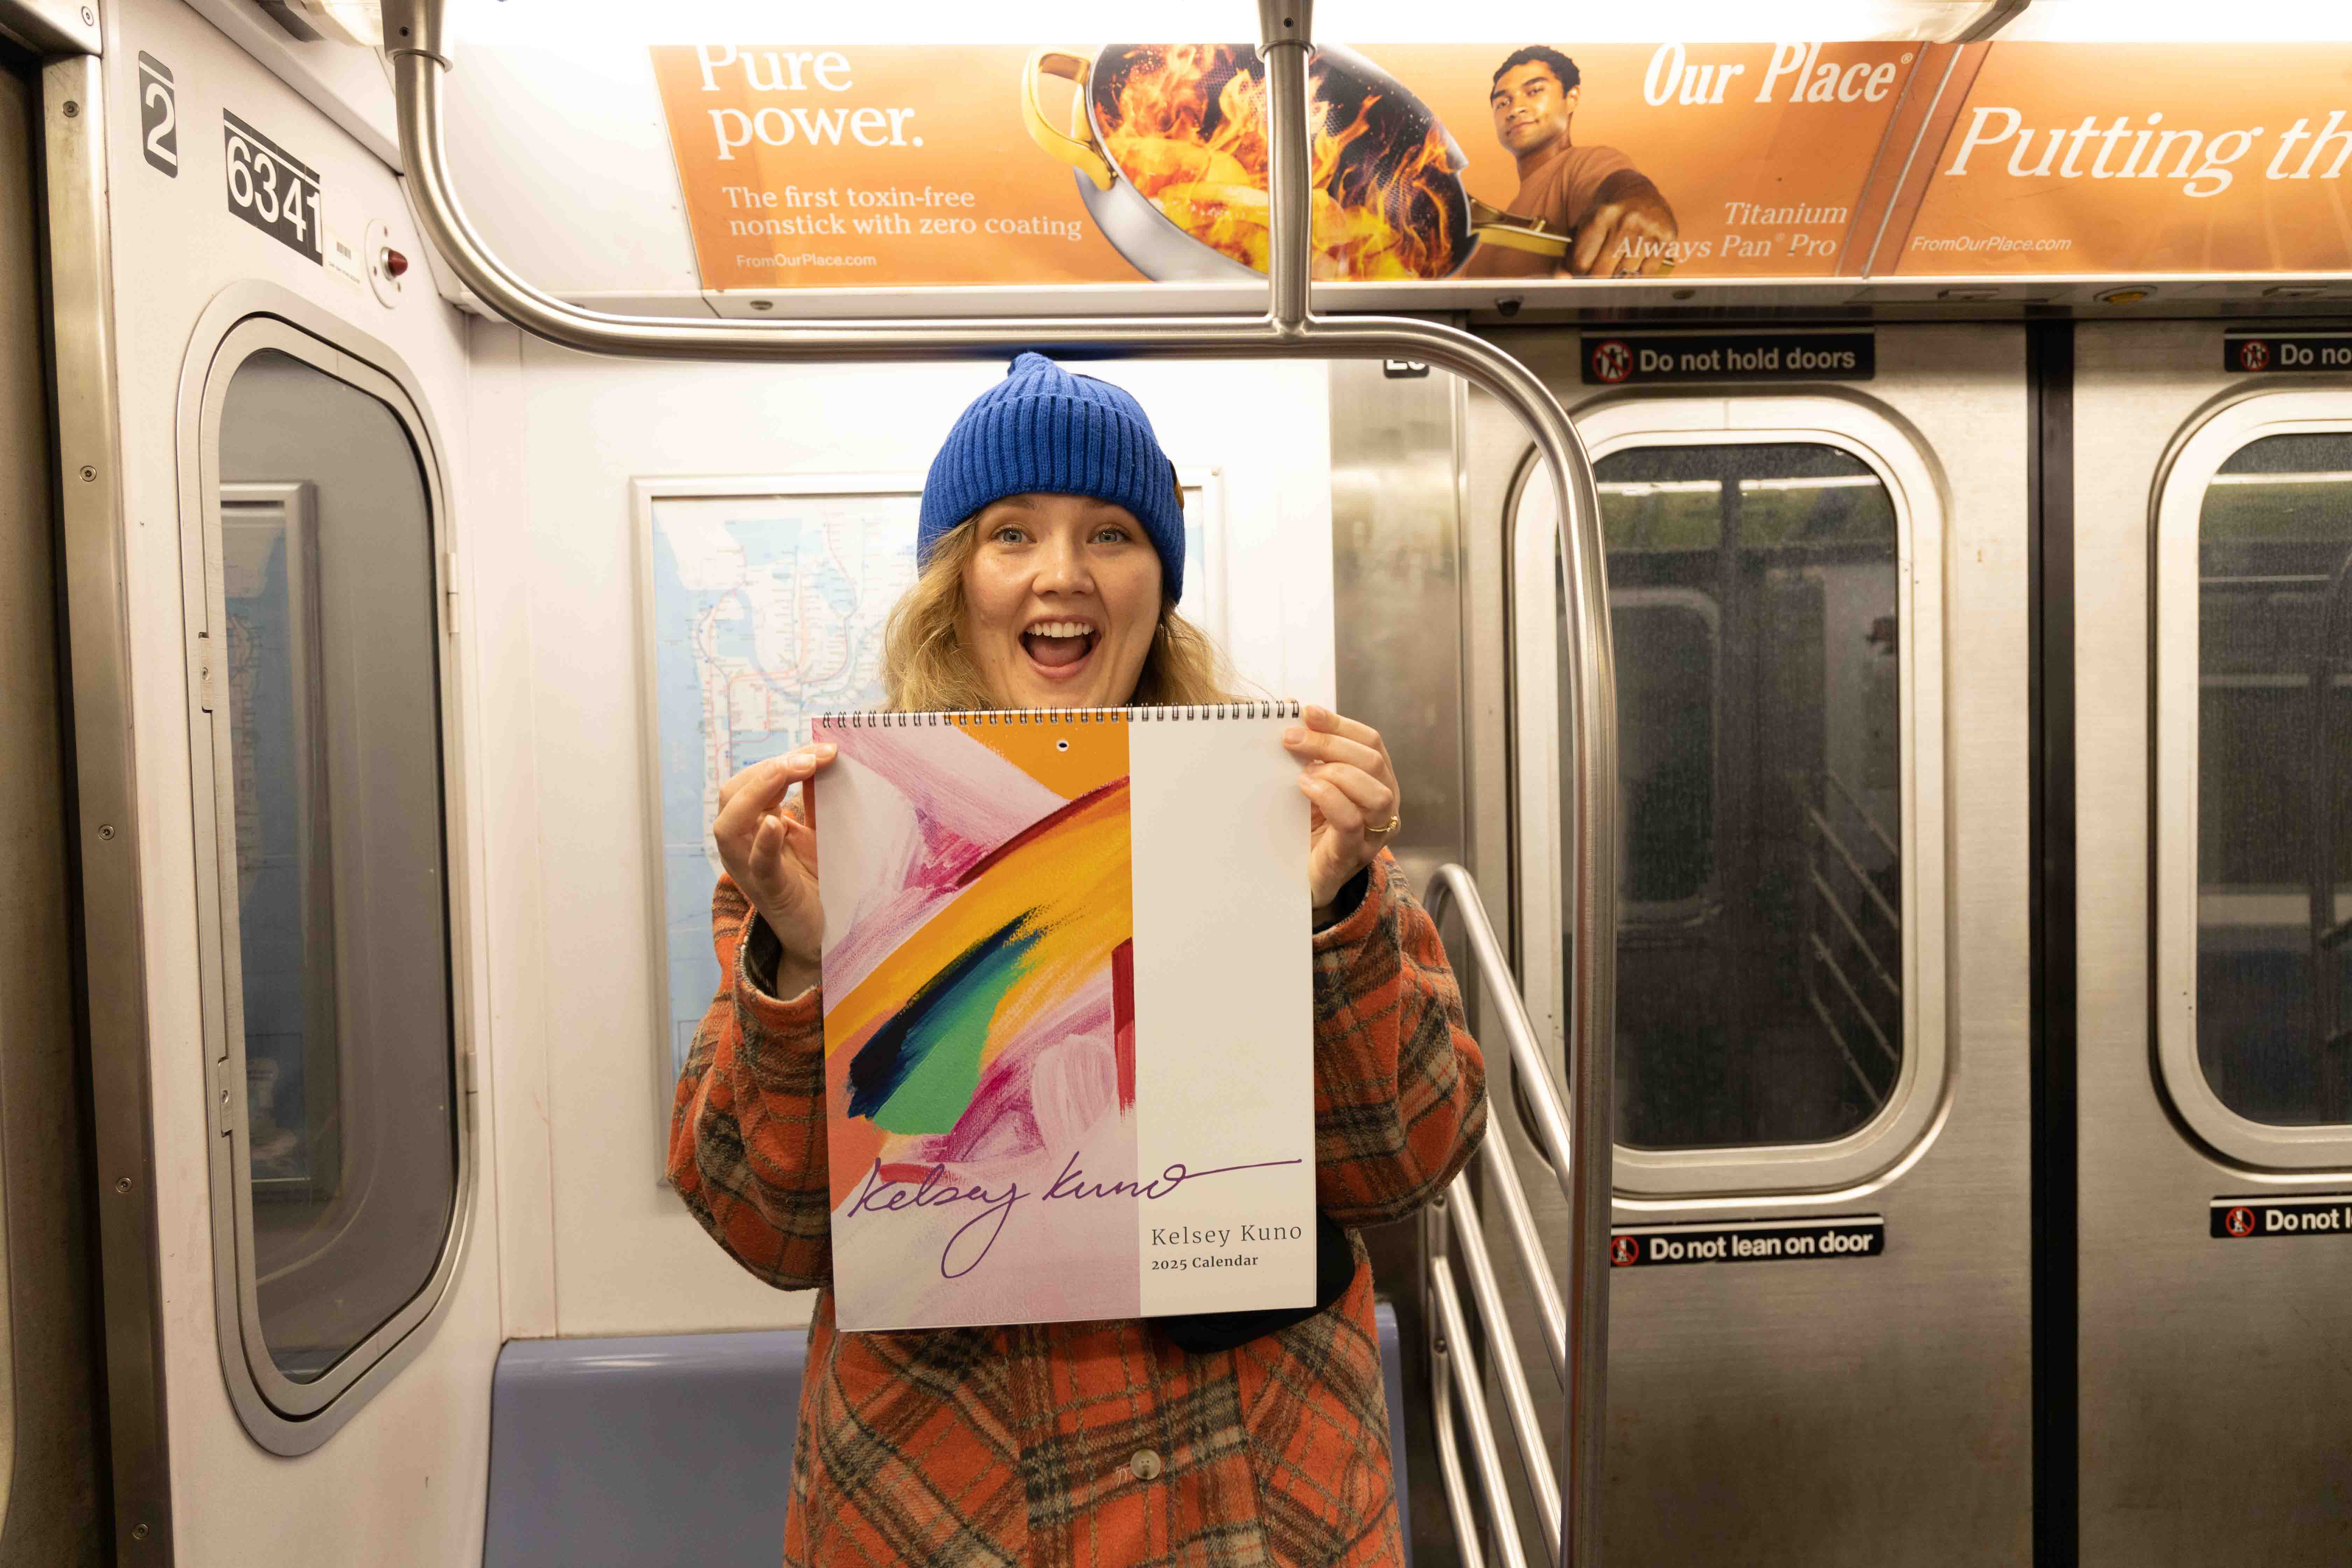 2
6341
Pure
power.
The first toxin-free
nonstick with zero coating
FromOurPlace.com
Our Place®
Titanium
Always Pan® Pro
Putting th
FromOurPlace.com
Do not hold doors
Do no
Kelsey Kuno
Kelsey Kuno
2025 Calendar
Do not lean on door
Do not l